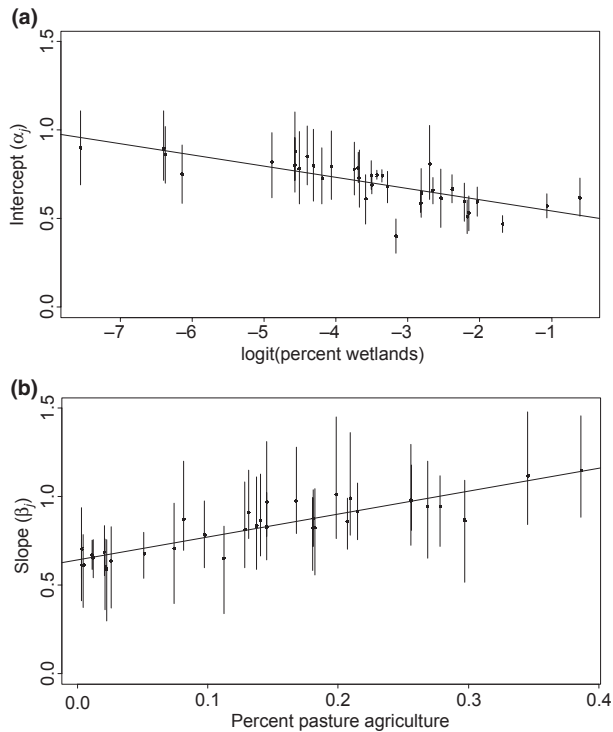 (a)
1.5
1.0
0.5
0.0
Intercept (αj)
–7 –6 –5 –4 –3 –2 –1
logit(percent wetlands)
(b)
1.5
1.0
0.5
0.0
Slope (βj)
0.0 0.1 0.2 0.3 0.4
Percent pasture agriculture